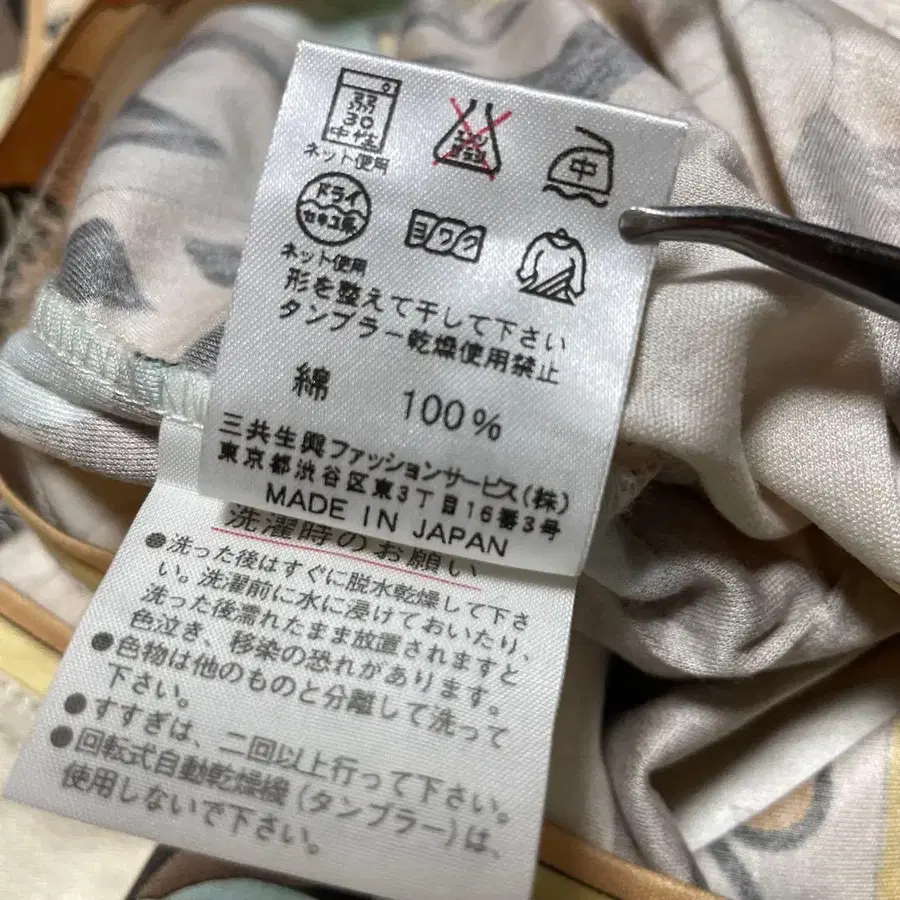 弱
30
中性
ネット使用
エンソ
サラシ
中
ドライ
セキユ系
ネット使用
ヨワク
形を整えて干して下さい
タンブラー乾燥使用禁止
綿 100%
三共生興ファッションサービス(株)
東京都渋谷区東3丁目16番3号
MADE IN JAPAN
洗濯時のお願い
●洗った後はすぐに脱水乾燥して下さ
い。洗濯前に水に浸けておいたり、
洗った後濡れたまま放置されますと
色泣き、移染の恐れがあります。
●色物は他のものと分離して洗って
下さい。
●すすぎは、二回以上行って下さい。
●回転式自動乾燥機(タンブラー)は、
使用しないで下さい。